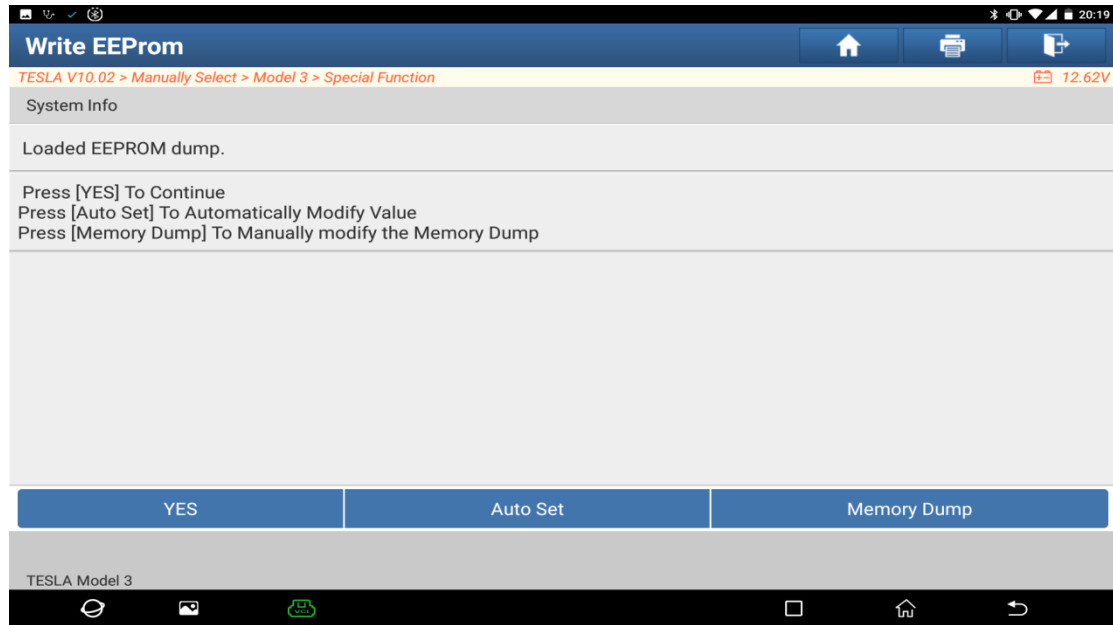 20:19
Write EEProm
TESLA V10.02 > Manually Select > Model 3 > Special Function
12.62V
System Info
Loaded EEPROM dump.
Press [YES] To Continue
Press [Auto Set] To Automatically Modify Value
Press [Memory Dump] To Manually modify the Memory Dump
YES
Auto Set
Memory Dump
TESLA Model 3
VCI